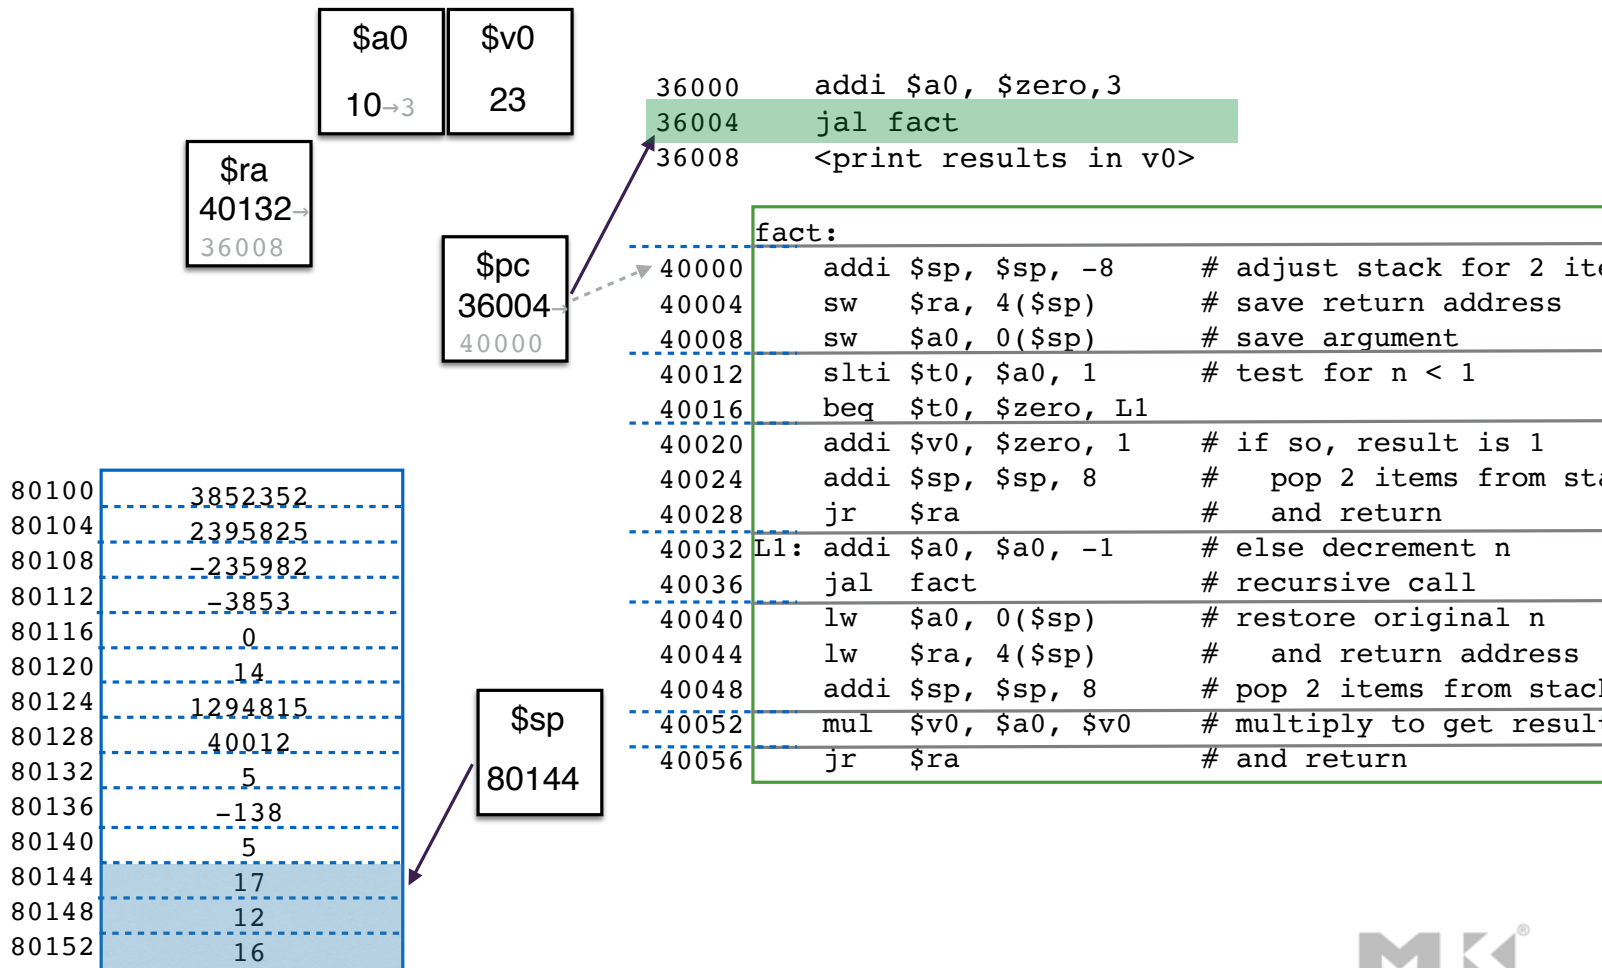 $a0
10→3
$v0
23
$ra
40132→
36008
$pc
36004→
40000
36000 addi $a0, $zero,3
36004 jal fact
36008 <print results in v0>
fact:
40000 addi $sp, $sp, -8 # adjust stack for 2 ite
40004 sw $ra, 4($sp) # save return address
40008 sw $a0, 0($sp) # save argument
40012 slti $t0, $a0, 1 # test for n < 1
40016 beq $t0, $zero, L1
40020 addi $v0, $zero, 1 # if so, result is 1
40024 addi $sp, $sp, 8 # pop 2 items from sta
40028 jr $ra # and return
40032 L1: addi $a0, $a0, -1 # else decrement n
40036 jal fact # recursive call
40040 lw $a0, 0($sp) # restore original n
40044 lw $ra, 4($sp) # and return address
40048 addi $sp, $sp, 8 # pop 2 items from stack
40052 mul $v0, $a0, $v0 # multiply to get result
40056 jr $ra # and return
80100 3852352
80104 2395825
80108 -235982
80112 -3853
80116 0
80120 14
80124 1294815
80128 40012
80132 5
80136 -138
80140 5
80144 17
80148 12
80152 16
$sp
80144
MK®